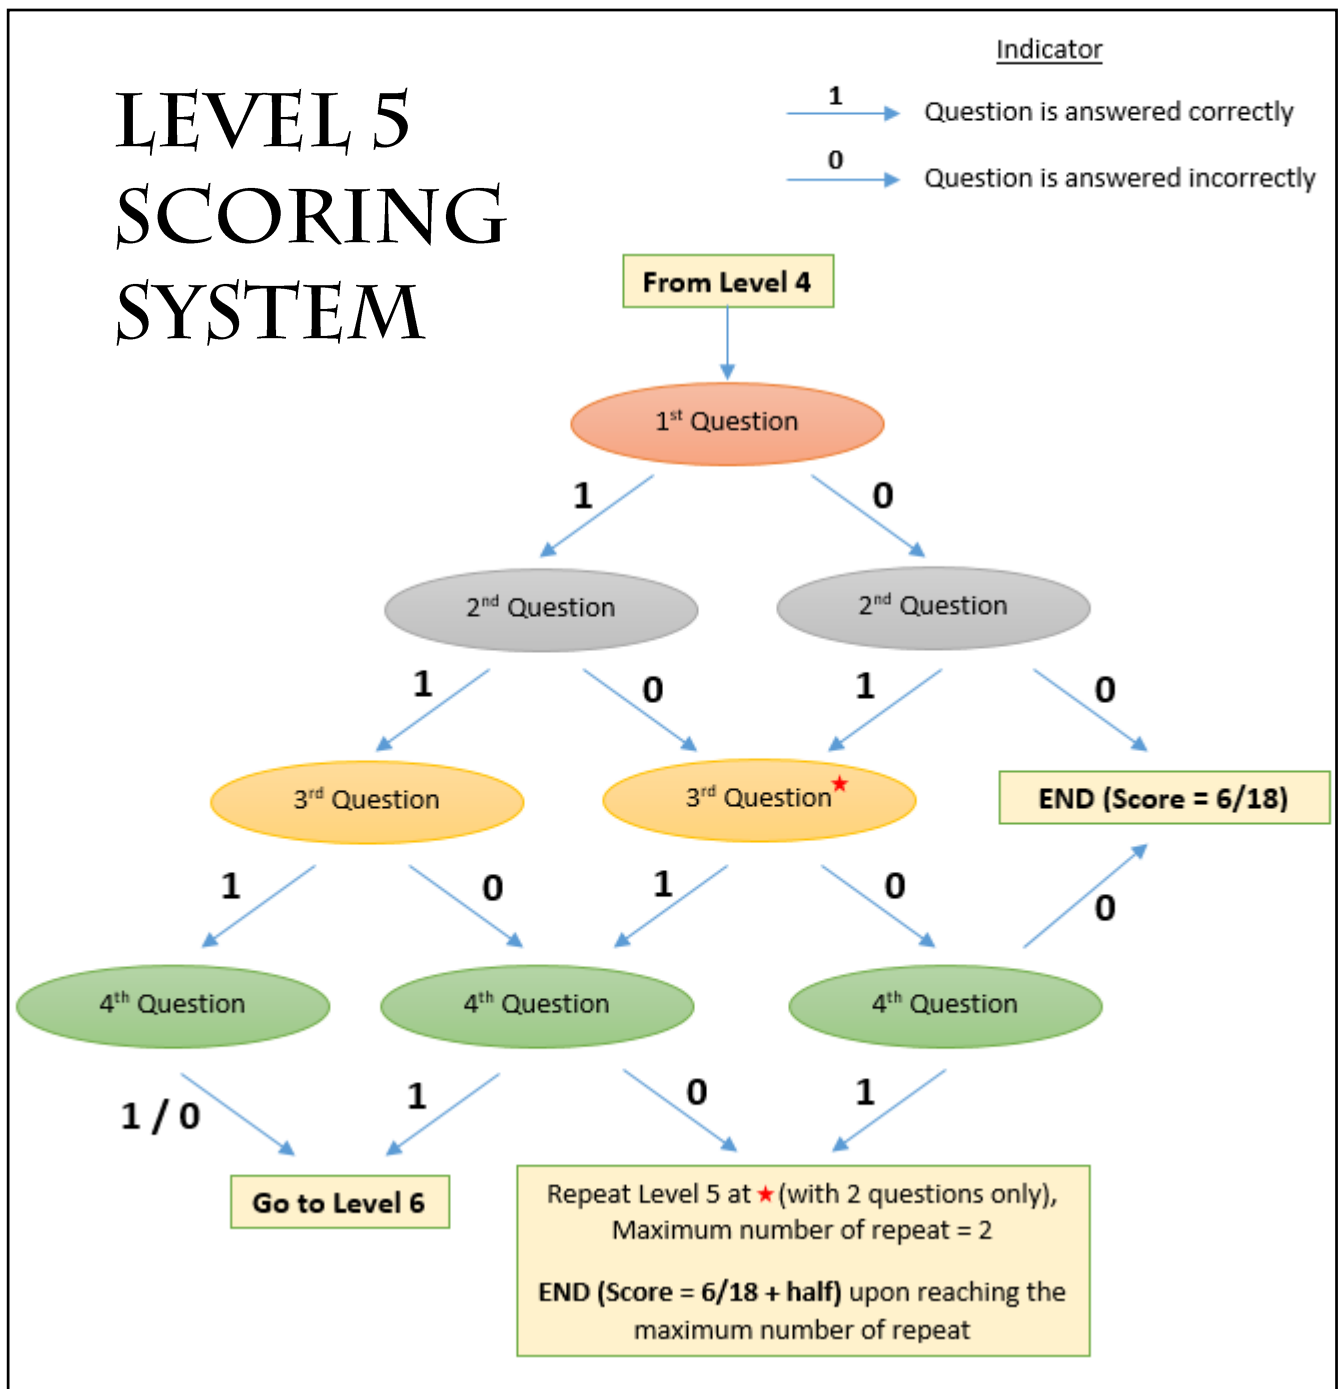 LEVEL 5
SCORING
SYSTEM
Indicator
1
Question is answered correctly
0
Question is answered incorrectly
From Level 4
1st Question
1
0
2nd Question
2nd Question
1
0
1
0
3rd Question
3rd Question★
END (Score = 6/18)
1
0
1
0
0
4th Question
4th Question
4th Question
1 / 0
1
0
1
Go to Level 6
Repeat Level 5 at ★ (with 2 questions only),
Maximum number of repeat = 2
END (Score = 6/18 + half) upon reaching the
maximum number of repeat